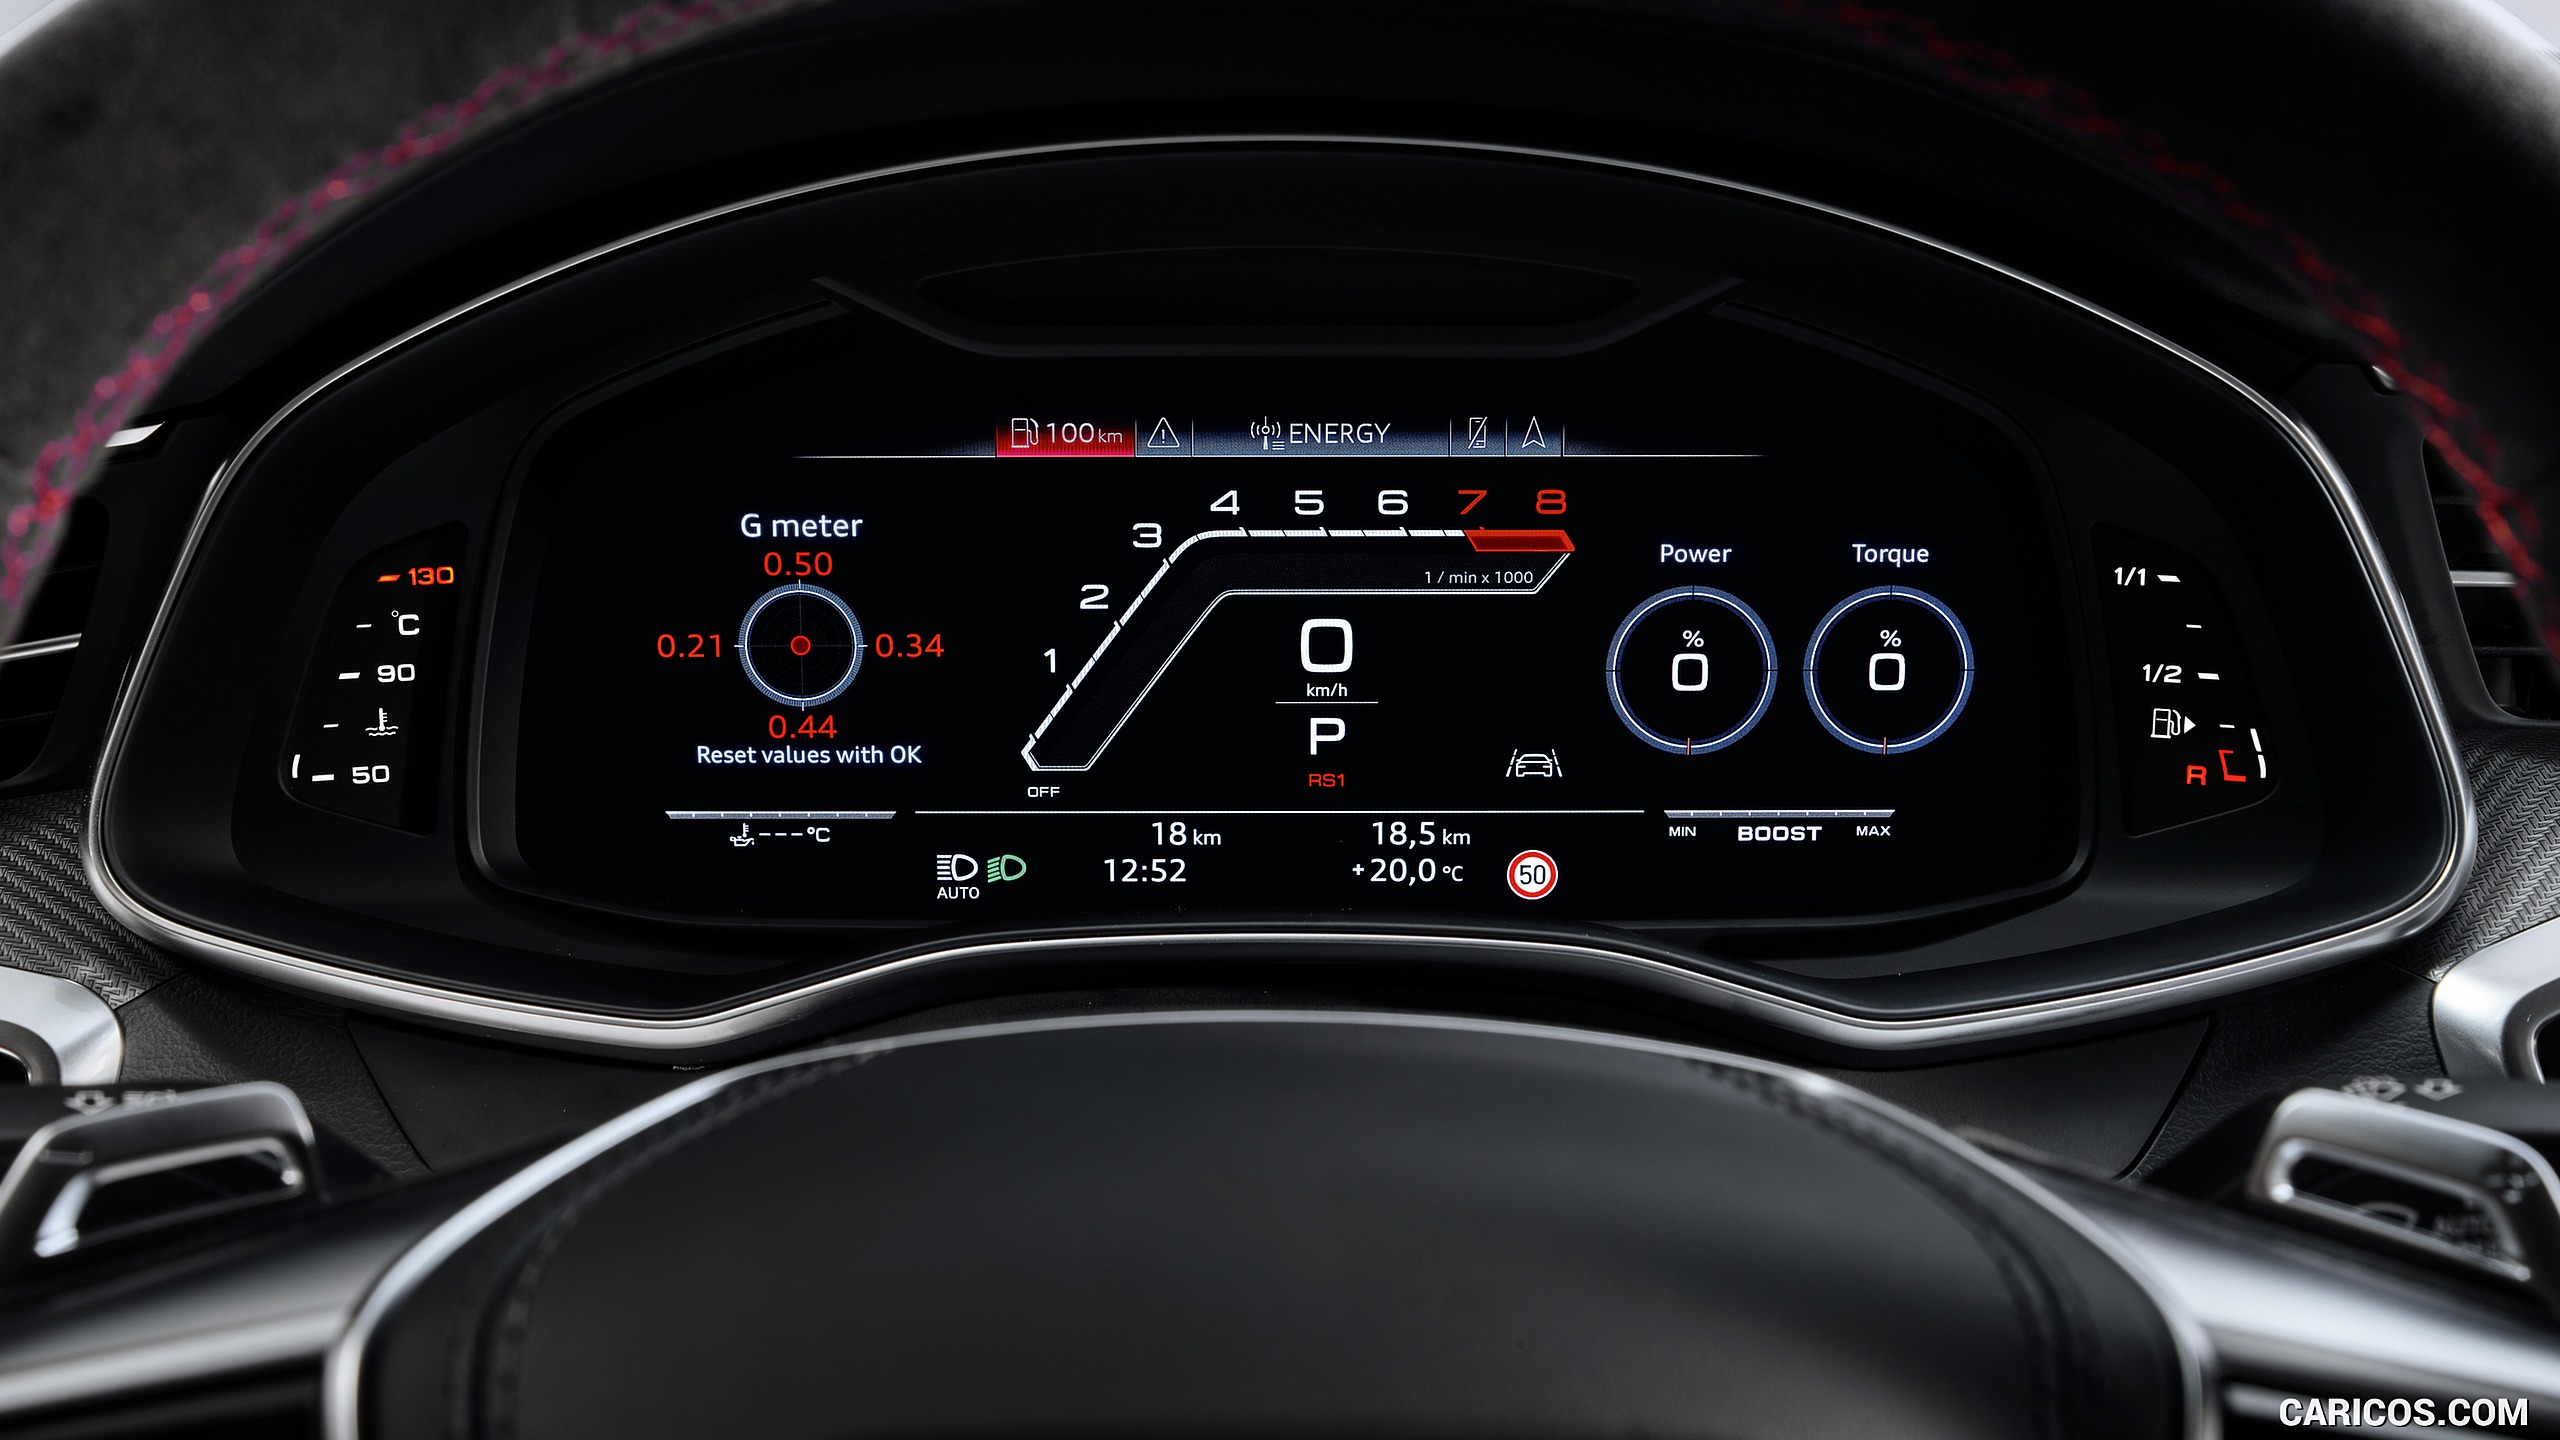 100 km
ENERGY
4 5 6 7 8
3
2
1
1 / min x 1000
OFF
G meter
0.50
0.21
0.34
0.44
Reset values with OK
130
°C
90
50
0
km/h
P
RS1
Power
% 0
Torque
% 0
1/1
1/2
R
---°C
18 km
18,5 km
MIN BOOST MAX
AUTO
12:52
+20,0 °C
50
AUTO
CARICOS.COM